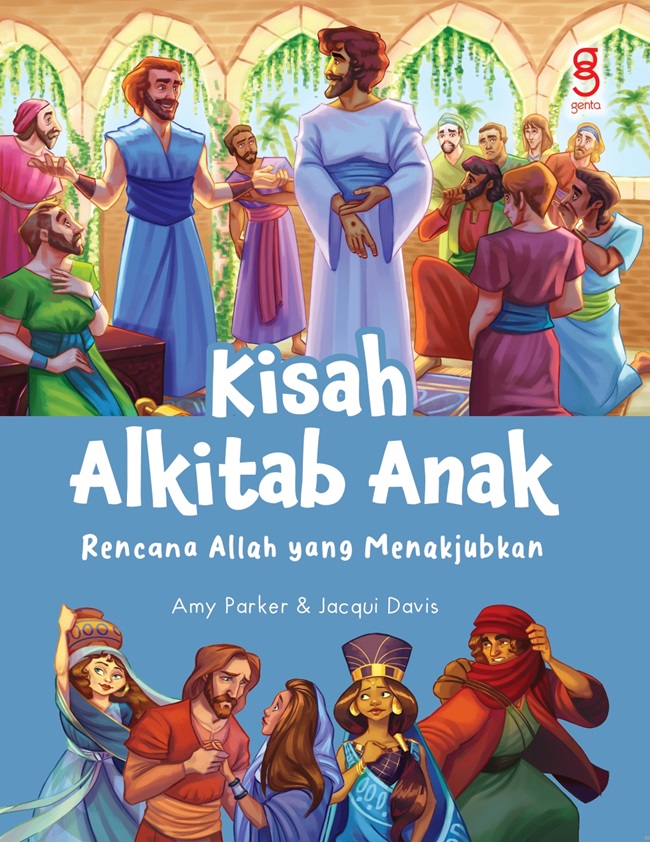 genta
Kisah
Alkitab Anak
Rencana Allah yang Menakjubkan
Amy Parker & Jacqui Davis